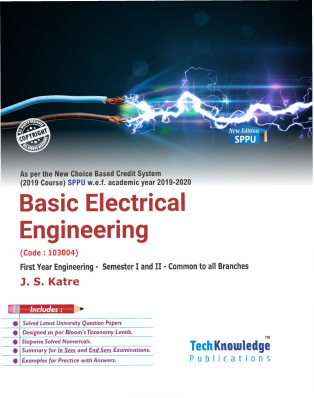 COPYRIGHT
New Edition
SPPU
As per the New Choice Based Credit System
(2019 Course) SPPU w.e.f. academic year 2019-2020
Basic Electrical
Engineering
(Code : 103004)
First Year Engineering - Semester I and II - Common to all Branches
J. S. Katre
Includes :
Solved Latest University Question Papers
Designed as per Bloom's Taxonomy Levels.
Stepwise Solved Numericals.
Summary for In Sem and End Sem Examinations.
Examples for Practice with Answers.
TechKnowledge™
Publications